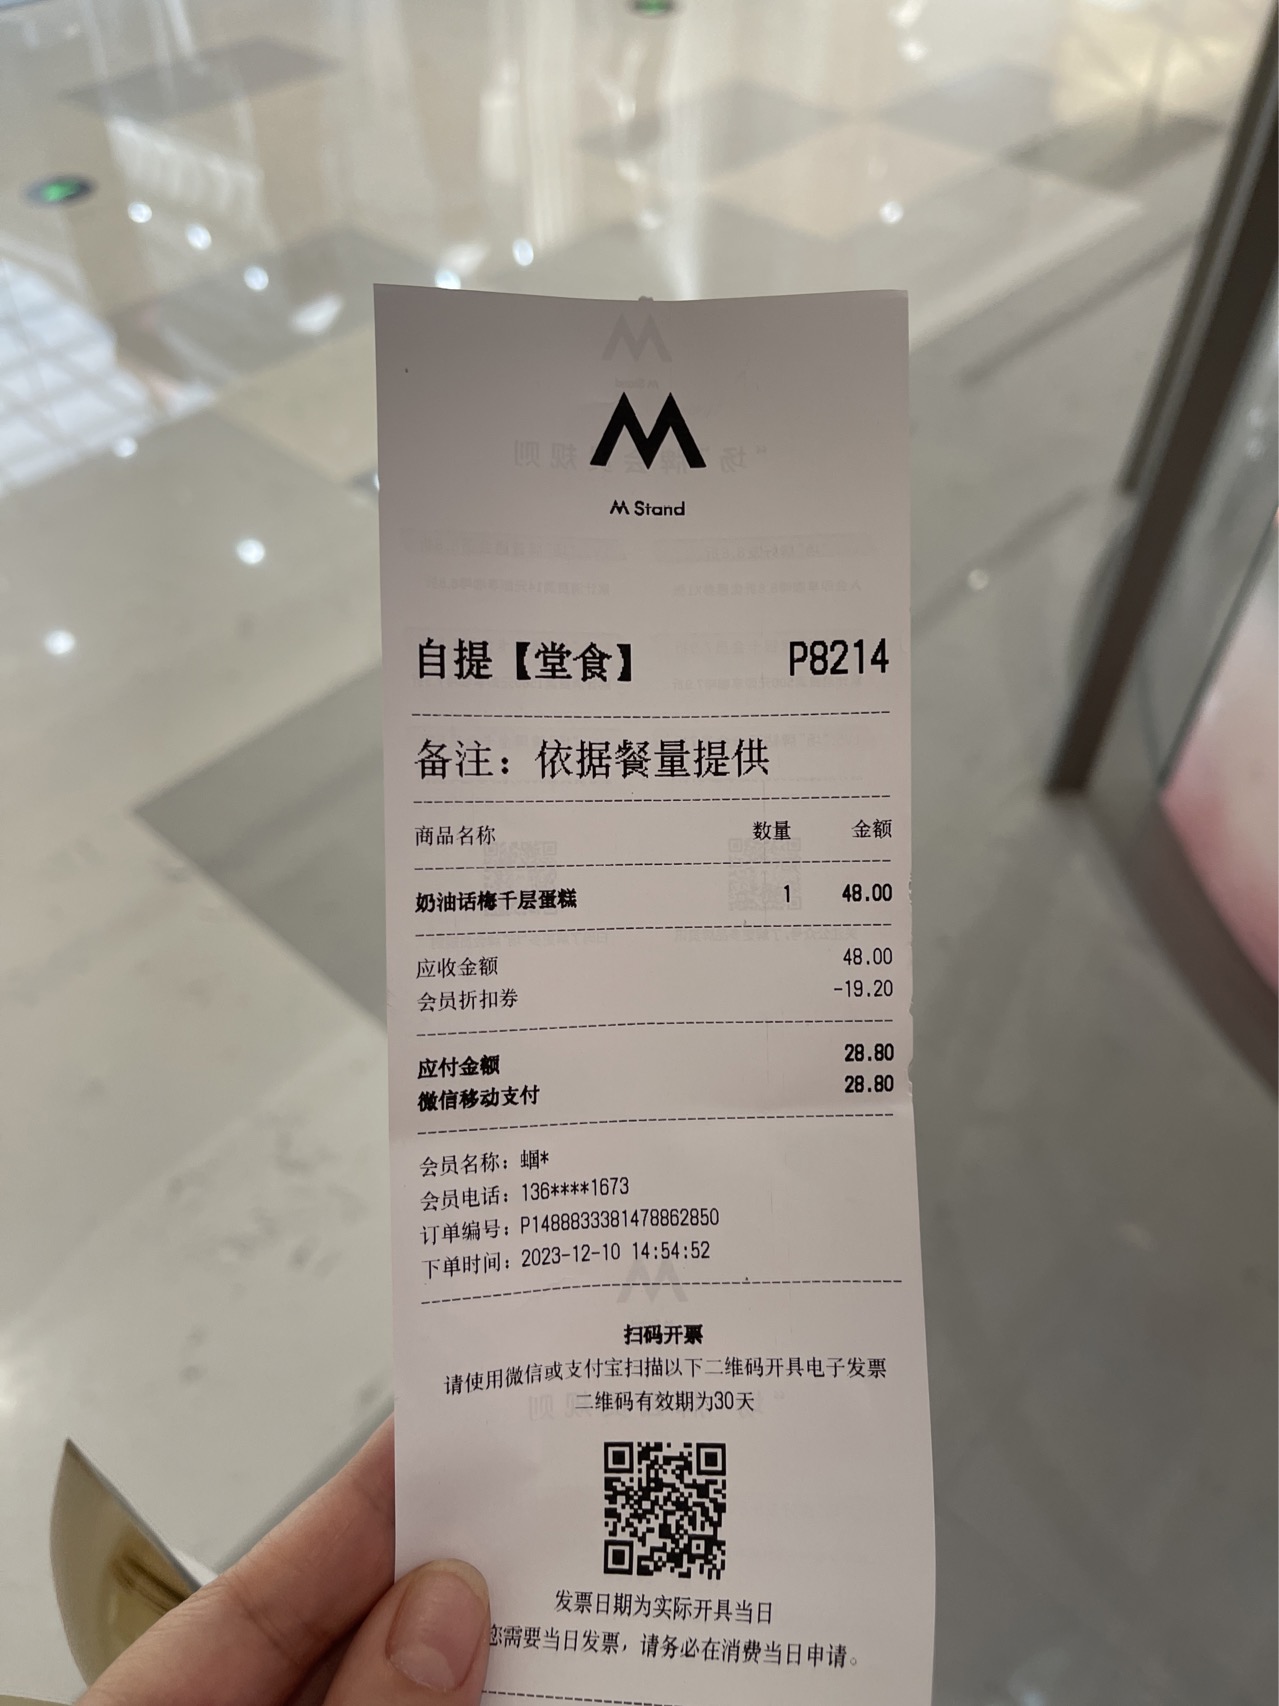 M Stand
自提【堂食】 P8214
备注：依据餐量提供
商品名称 数量 金额
奶油话梅千层蛋糕 1 48.00
应收金额 48.00
会员折扣券 -19.20
应付金额 28.80
微信移动支付 28.80
会员名称：蝈*
会员电话：136****1673
订单编号：P1488833381478862850
下单时间：2023-12-10 14:54:52
扫码开票
请使用微信或支付宝扫描以下二维码开具电子发票
二维码有效期为30天
发票日期为实际开具当日
您需要当日发票，请务必在消费当日申请。